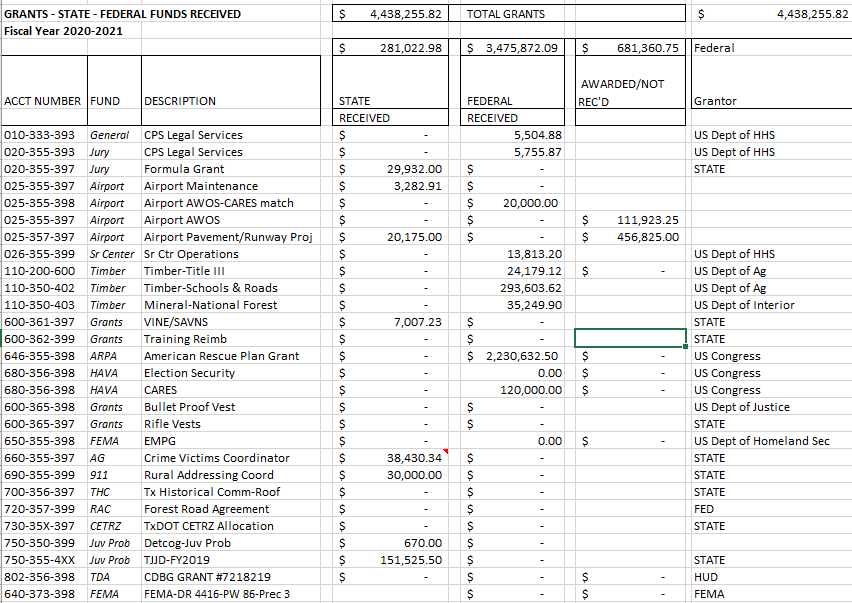 GRANTS - STATE - FEDERAL FUNDS RECEIVED $ 4,438,255.82 TOTAL GRANTS $ 4,438,255.82
Fiscal Year 2020-2021
$ 281,022.98 $ 3,475,872.09 $ 681,360.75 Federal
ACCT NUMBER FUND DESCRIPTION STATE FEDERAL AWARDED/NOT REC'D Grantor
RECEIVED RECEIVED
010-333-393 General CPS Legal Services $ - 5,504.88 US Dept of HHS
020-355-393 Jury CPS Legal Services $ - 5,755.87 US Dept of HHS
020-355-397 Jury Formula Grant $ 29,932.00 $ - STATE
025-355-397 Airport Airport Maintenance $ 3,282.91 $ -
025-355-398 Airport Airport AWOS-CARES match $ - $ 20,000.00
025-355-397 Airport Airport AWOS $ - $ - $ 111,923.25
025-357-397 Airport Airport Pavement/Runway Proj $ 20,175.00 $ - $ 456,825.00
026-355-399 Sr Center Sr Ctr Operations $ - 13,813.20 US Dept of HHS
110-200-600 Timber Timber-Title III $ - 24,179.12 $ - US Dept of Ag
110-350-402 Timber Timber-Schools & Roads $ - 293,603.62 US Dept of Ag
110-350-403 Timber Mineral-National Forest $ - 35,249.90 US Dept of Interior
600-361-397 Grants VINE/SAVNS $ 7,007.23 $ - STATE
600-362-399 Grants Training Reimb $ - $ - STATE
646-355-398 ARPA American Rescue Plan Grant $ - $ 2,230,632.50 $ - US Congress
680-356-398 HAVA Election Security $ - 0.00 $ - US Congress
680-356-398 HAVA CARES $ - 120,000.00 $ - US Congress
600-365-398 Grants Bullet Proof Vest $ - $ - US Dept of Justice
600-365-397 Grants Rifle Vests $ - $ - STATE
650-355-398 FEMA EMPG $ - 0.00 $ - US Dept of Homeland Sec
660-355-397 AG Crime Victims Coordinator $ 38,430.34 $ - STATE
690-355-399 911 Rural Addressing Coord $ 30,000.00 $ - STATE
700-356-397 THC Tx Historical Comm-Roof $ - $ - STATE
720-357-399 RAC Forest Road Agreement $ - $ - FED
730-35X-397 CETRZ TxDOT CETRZ Allocation $ - $ - STATE
750-350-399 Juv Prob Detcog-Juv Prob $ 670.00 $ -
750-355-4XX Juv Prob TJJD-FY2019 $ 151,525.50 $ - STATE
802-356-398 TDA CDBG GRANT #7218219 $ - $ - $ - HUD
640-373-398 FEMA FEMA-DR 4416-PW 86-Prec 3 $ - $ - FEMA